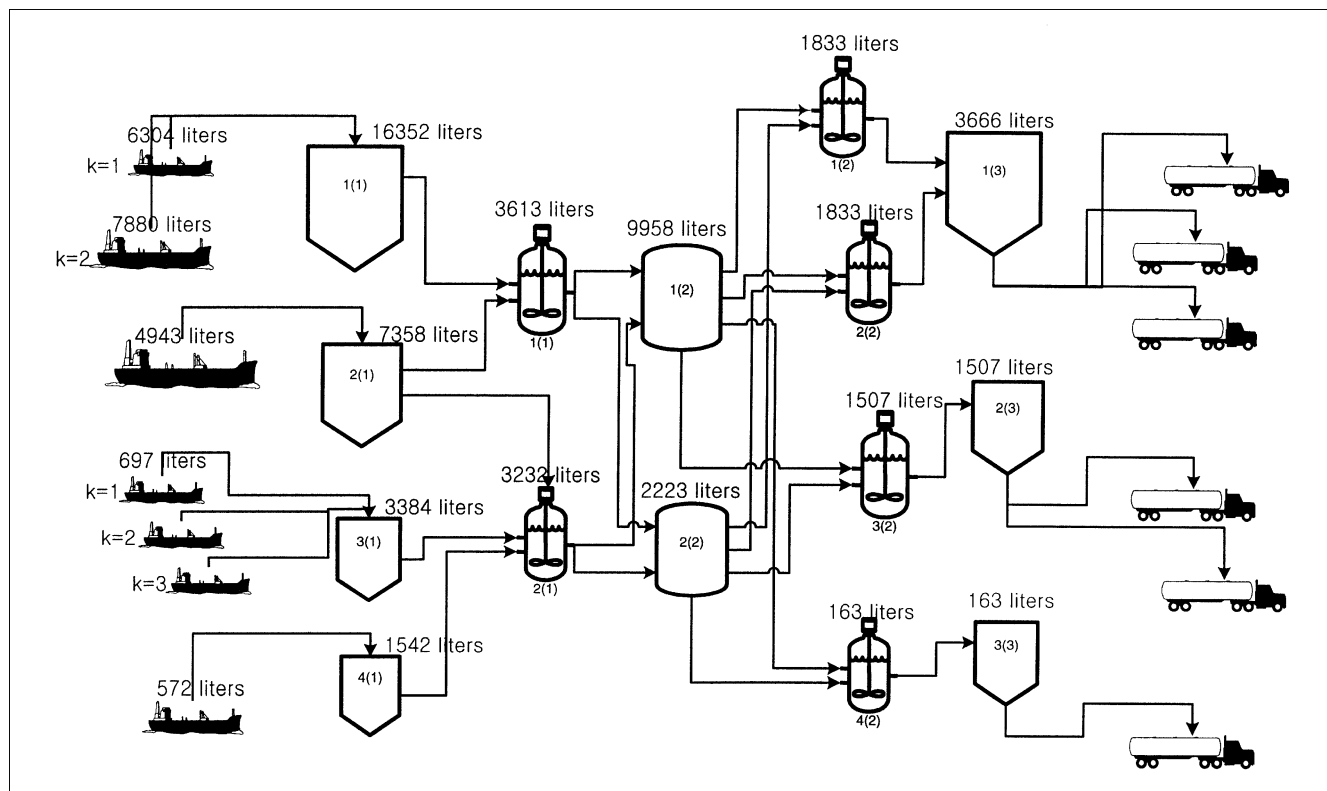 1833 liters
6304 liters
16352 liters
3666 liters
k=1
1(1)
1(2)
1(3)
7880 liters
3613 liters
1833 liters
9958 liters
k=2
1(2)
1(1)
2(2)
4943 liters
7358 liters
2(1)
1507 liters
1507 liters
2(3)
697 liters
k=1
3232 liters
2223 liters
3384 liters
k=2
3(1)
3(2)
2(2)
k=3
2(1)
163 liters
163 liters
1542 liters
3(3)
572 liters
4(1)
4(2)